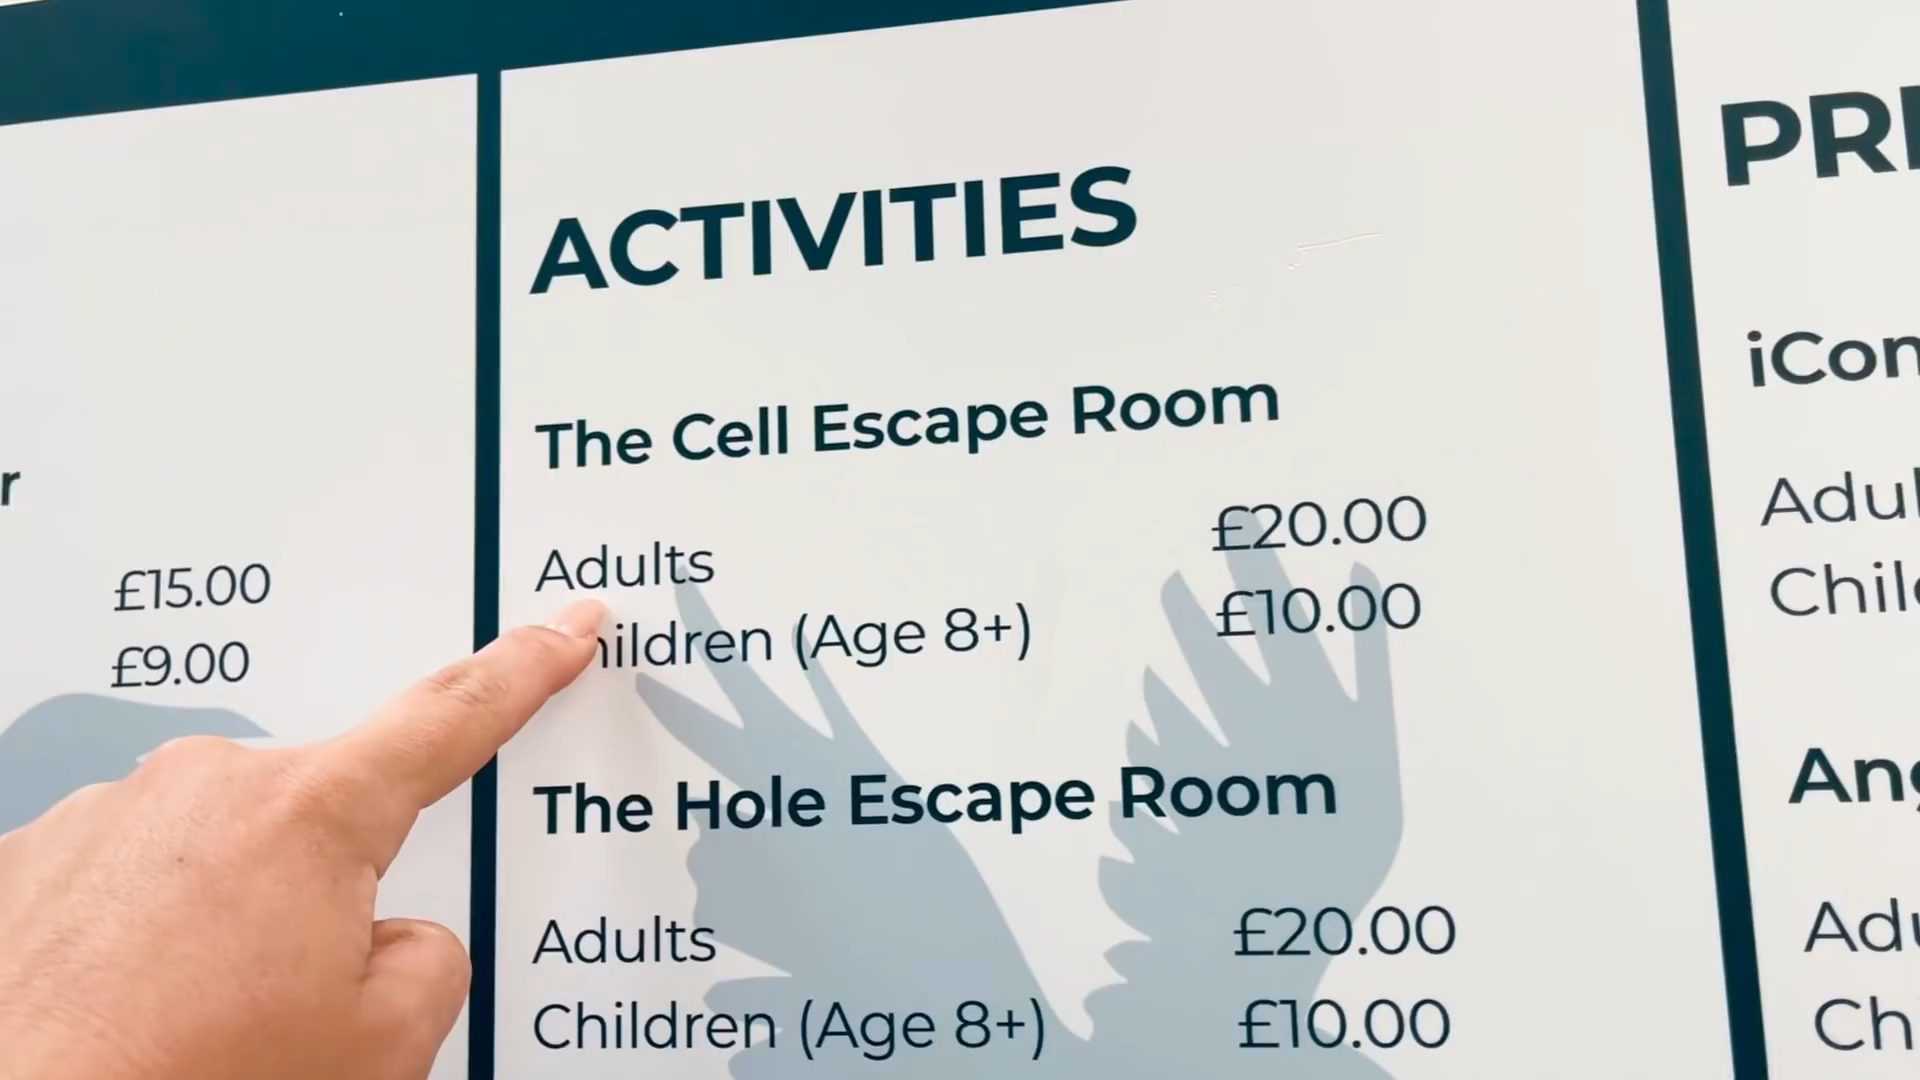 r
£15.00
£9.00
ACTIVITIES
The Cell Escape Room
Adults £20.00
hildren (Age 8+) £10.00
The Hole Escape Room
Adults £20.00
Children (Age 8+) £10.00
PRI
iCon
Adul
Chil
Ang
Adu
Ch